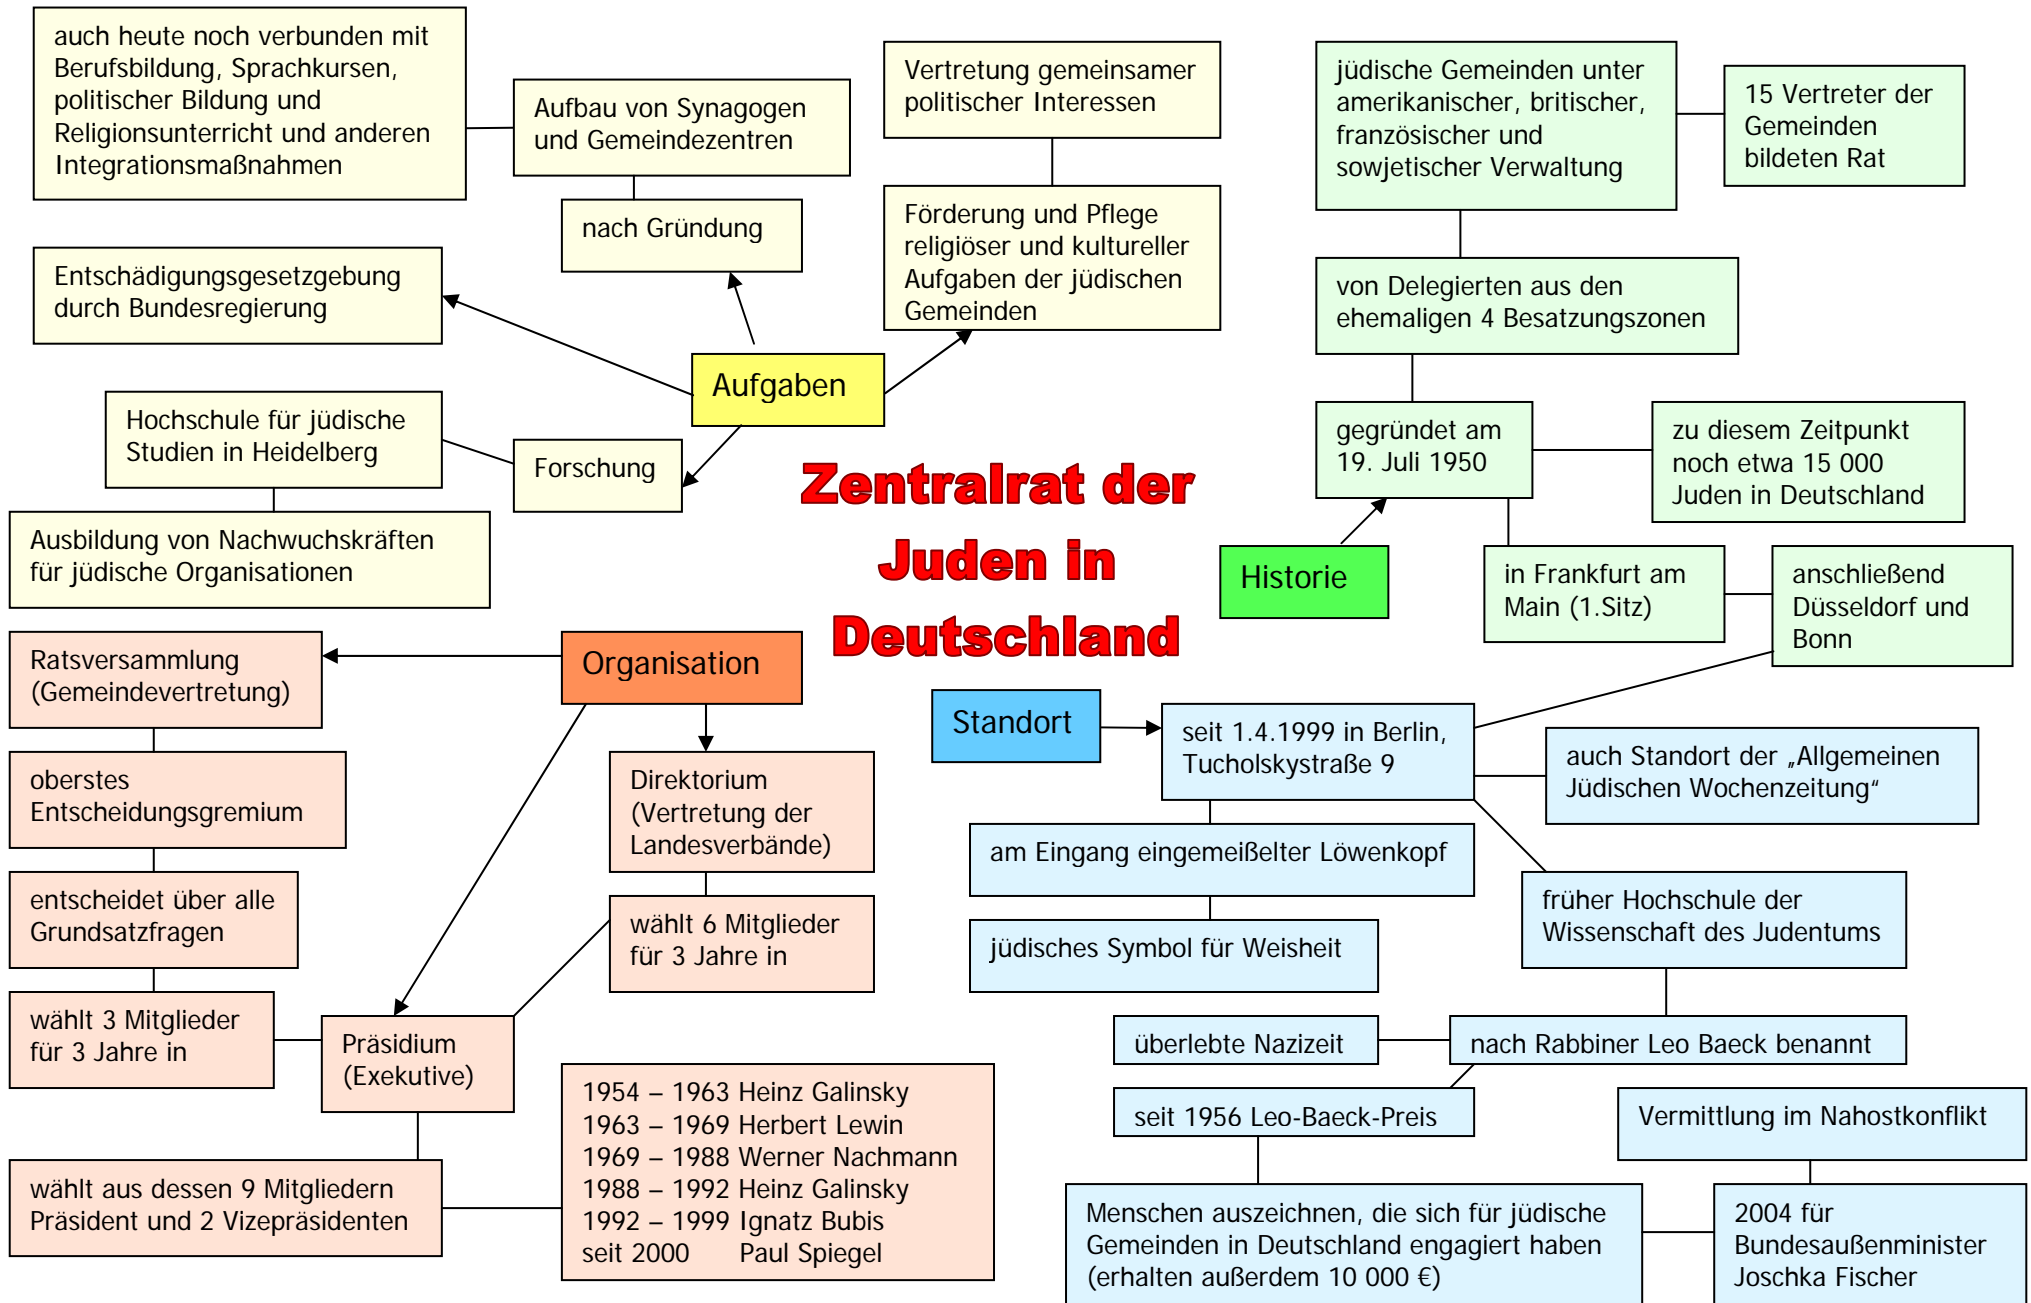 auch heute noch verbunden mit
Berufsbildung, Sprachkursen,
politischer Bildung und
Religionsunterricht und anderen
Integrationsmaßnahmen
Aufbau von Synagogen
und Gemeindezentren
nach Gründung
Vertretung gemeinsamer
politischer Interessen
Förderung und Pflege
religiöser und kultureller
Aufgaben der jüdischen
Gemeinden
Entschädigungsgesetzgebung
durch Bundesregierung
Aufgaben
Hochschule für jüdische
Studien in Heidelberg
Forschung
Ausbildung von Nachwuchskräften
für jüdische Organisationen
jüdische Gemeinden unter
amerikanischer, britischer,
französischer und
sowjetischer Verwaltung
15 Vertreter der
Gemeinden
bildeten Rat
von Delegierten aus den
ehemaligen 4 Besatzungszonen
gegründet am
19. Juli 1950
zu diesem Zeitpunkt
noch etwa 15 000
Juden in Deutschland
Historie
in Frankfurt am
Main (1.Sitz)
anschließend
Düsseldorf und
Bonn
Zentralrat der
Juden in
Deutschland
Organisation
Ratsversammlung
(Gemeindevertretung)
oberstes
Entscheidungsgremium
entscheidet über alle
Grundsatzfragen
wählt 3 Mitglieder
für 3 Jahre in
Direktorium
(Vertretung der
Landesverbände)
wählt 6 Mitglieder
für 3 Jahre in
Präsidium
(Exekutive)
wählt aus dessen 9 Mitgliedern
Präsident und 2 Vizepräsidenten
1954 – 1963 Heinz Galinsky
1963 – 1969 Herbert Lewin
1969 – 1988 Werner Nachmann
1988 – 1992 Heinz Galinsky
1992 – 1999 Ignatz Bubis
seit 2000 Paul Spiegel
Standort
seit 1.4.1999 in Berlin,
Tucholskystraße 9
auch Standort der „Allgemeinen
Jüdischen Wochenzeitung“
am Eingang eingemeißelter Löwenkopf
jüdisches Symbol für Weisheit
früher Hochschule der
Wissenschaft des Judentums
überlebte Nazizeit
nach Rabbiner Leo Baeck benannt
seit 1956 Leo-Baeck-Preis
Vermittlung im Nahostkonflikt
Menschen auszeichnen, die sich für jüdische
Gemeinden in Deutschland engagiert haben
(erhalten außerdem 10 000 €)
2004 für
Bundesaußenminister
Joschka Fischer